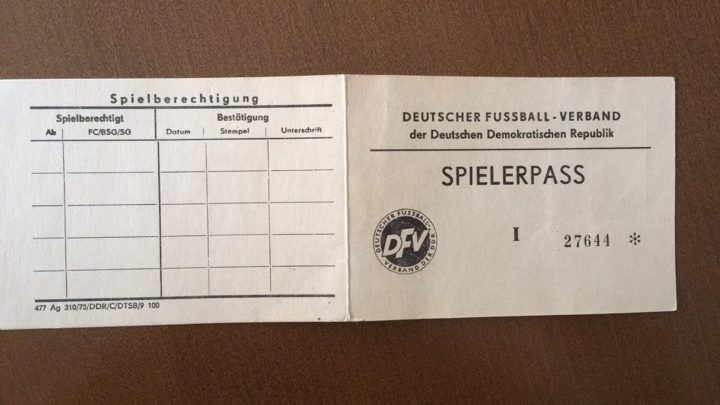 Spielberechtigung
Spielberechtigt Bestätigung
Ab FC/BSG/SG Datum Stempel Unterschrift
477 Ag 310/75/DDR/C/DTSB/9 100
DEUTSCHER FUSSBALL-VERBAND
der Deutschen Demokratischen Republik
SPIELERPASS
DEUTSCHER FUSSBALL-
DFV
VERBAND DER DDR
I 27644 *